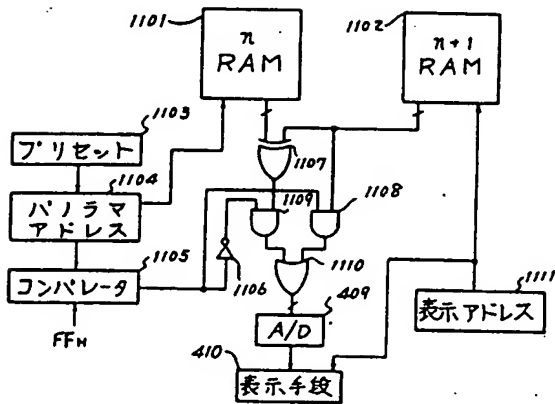 1101
n
RAM
1102
n+1
RAM
1103
プリセット
1104
パノラマ
アドレス
1105
コンパレータ
FFH
1106
1107
1109
1108
1110
409
A/D
410
表示手段
1111
表示アドレス